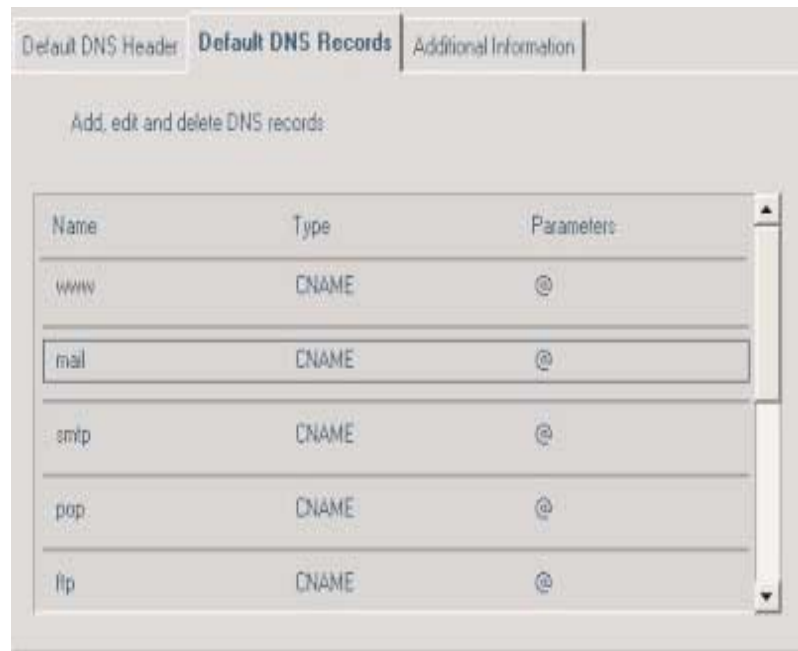 Default DNS Header Default DNS Records Additional Information
Add, edit and delete DNS records
Name Type Parameters
www CNAME @
mail CNAME @
smtp CNAME @
pop CNAME @
ftp CNAME @